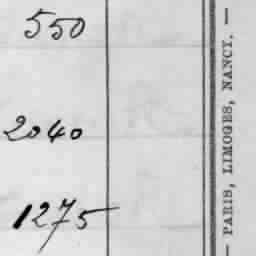 550
2040
1275
— PARIS, LIMOGES, NANCY. —